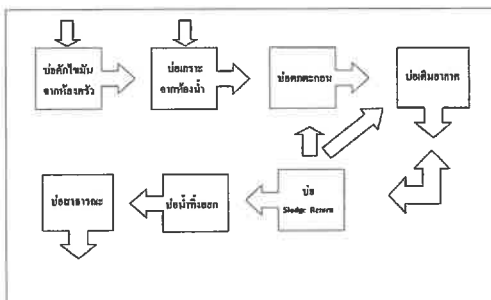 บ่อดักไขมัน
จากห้องครัว
บ่อเกรอะ
จากห้องน้ำ
บ่อตกตะกอน
บ่อเติมอากาศ
บ่อสาธารณะ
บ่อน้ำทิ้งออก
บ่อ
Sludge Return